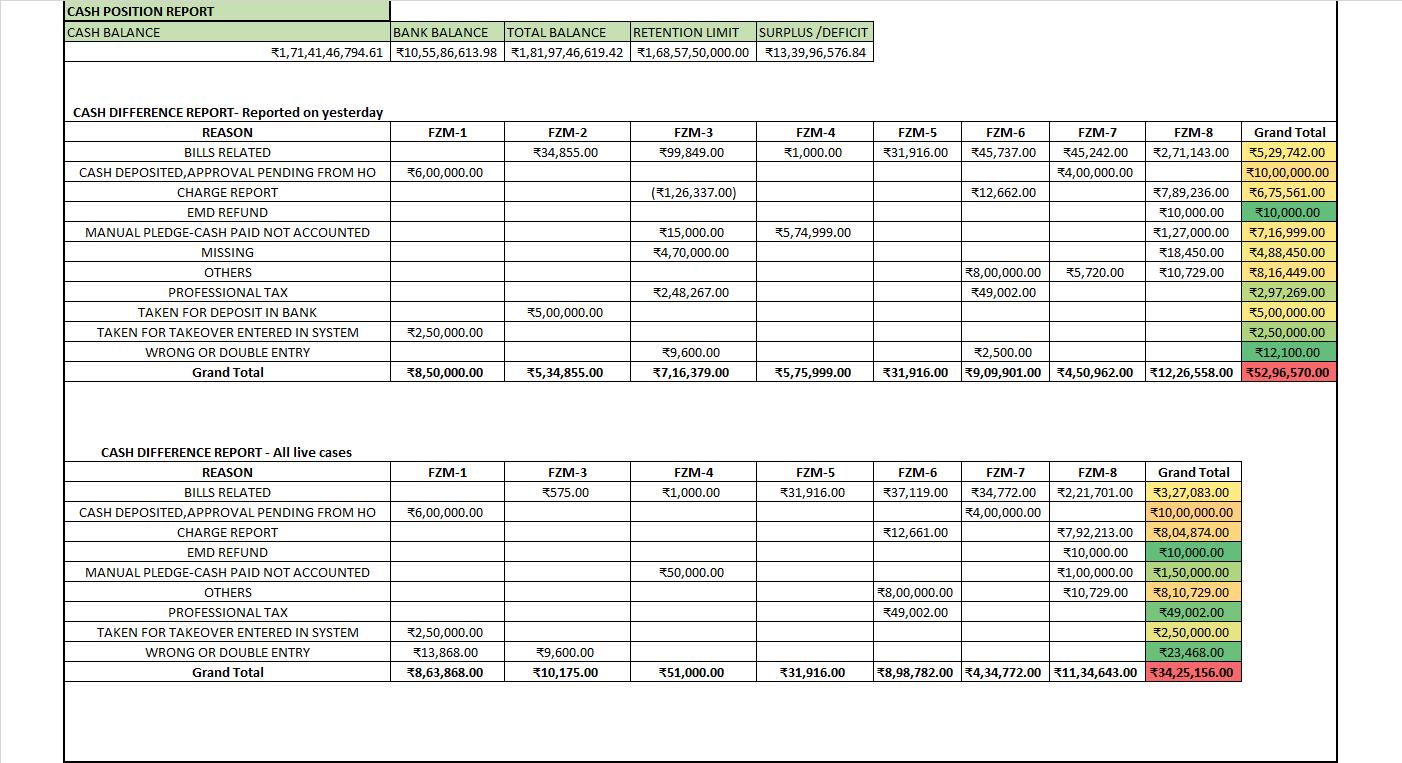 CASH POSITION REPORT
CASH BALANCE BANK BALANCE TOTAL BALANCE RETENTION LIMIT SURPLUS /DEFICIT
₹1,71,41,46,794.61 ₹10,55,86,613.98 ₹1,81,97,46,619.42 ₹1,68,57,50,000.00 ₹13,39,96,576.84
CASH DIFFERENCE REPORT- Reported on yesterday
REASON FZM-1 FZM-2 FZM-3 FZM-4 FZM-5 FZM-6 FZM-7 FZM-8 Grand Total
BILLS RELATED ₹34,855.00 ₹99,849.00 ₹1,000.00 ₹31,916.00 ₹45,737.00 ₹45,242.00 ₹2,71,143.00 ₹5,29,742.00
CASH DEPOSITED,APPROVAL PENDING FROM HO ₹6,00,000.00 ₹4,00,000.00 ₹10,00,000.00
CHARGE REPORT (₹1,26,337.00) ₹12,662.00 ₹7,89,236.00 ₹6,75,561.00
EMD REFUND ₹10,000.00 ₹10,000.00
MANUAL PLEDGE-CASH PAID NOT ACCOUNTED ₹15,000.00 ₹5,74,999.00 ₹1,27,000.00 ₹7,16,999.00
MISSING ₹4,70,000.00 ₹18,450.00 ₹4,88,450.00
OTHERS ₹8,00,000.00 ₹5,720.00 ₹10,729.00 ₹8,16,449.00
PROFESSIONAL TAX ₹2,48,267.00 ₹49,002.00 ₹2,97,269.00
TAKEN FOR DEPOSIT IN BANK ₹5,00,000.00 ₹5,00,000.00
TAKEN FOR TAKEOVER ENTERED IN SYSTEM ₹2,50,000.00 ₹2,50,000.00
WRONG OR DOUBLE ENTRY ₹9,600.00 ₹2,500.00 ₹12,100.00
Grand Total ₹8,50,000.00 ₹5,34,855.00 ₹7,16,379.00 ₹5,75,999.00 ₹31,916.00 ₹9,09,901.00 ₹4,50,962.00 ₹12,26,558.00 ₹52,96,570.00
CASH DIFFERENCE REPORT - All live cases
REASON FZM-1 FZM-3 FZM-4 FZM-5 FZM-6 FZM-7 FZM-8 Grand Total
BILLS RELATED ₹575.00 ₹1,000.00 ₹31,916.00 ₹37,119.00 ₹34,772.00 ₹2,21,701.00 ₹3,27,083.00
CASH DEPOSITED,APPROVAL PENDING FROM HO ₹6,00,000.00 ₹4,00,000.00 ₹10,00,000.00
CHARGE REPORT ₹12,661.00 ₹7,92,213.00 ₹8,04,874.00
EMD REFUND ₹10,000.00 ₹10,000.00
MANUAL PLEDGE-CASH PAID NOT ACCOUNTED ₹50,000.00 ₹1,00,000.00 ₹1,50,000.00
OTHERS ₹8,00,000.00 ₹10,729.00 ₹8,10,729.00
PROFESSIONAL TAX ₹49,002.00 ₹49,002.00
TAKEN FOR TAKEOVER ENTERED IN SYSTEM ₹2,50,000.00 ₹2,50,000.00
WRONG OR DOUBLE ENTRY ₹13,868.00 ₹9,600.00 ₹23,468.00
Grand Total ₹8,63,868.00 ₹10,175.00 ₹51,000.00 ₹31,916.00 ₹8,98,782.00 ₹4,34,772.00 ₹11,34,643.00 ₹34,25,156.00